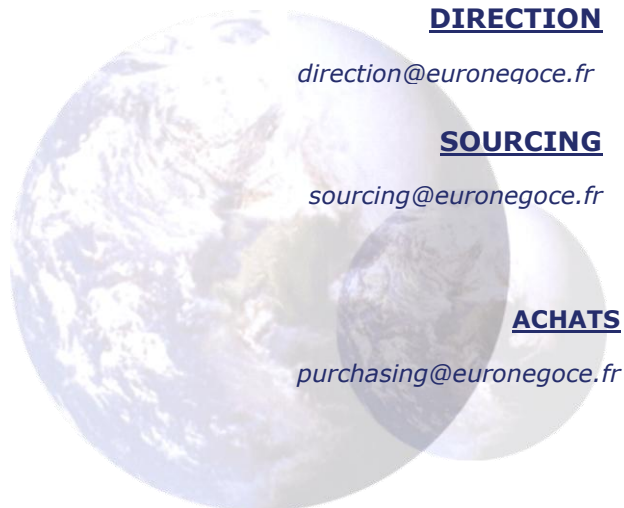 DIRECTION
direction@euronegoce.fr
SOURCING
sourcing@euronegoce.fr
ACHATS
purchasing@euronegoce.fr